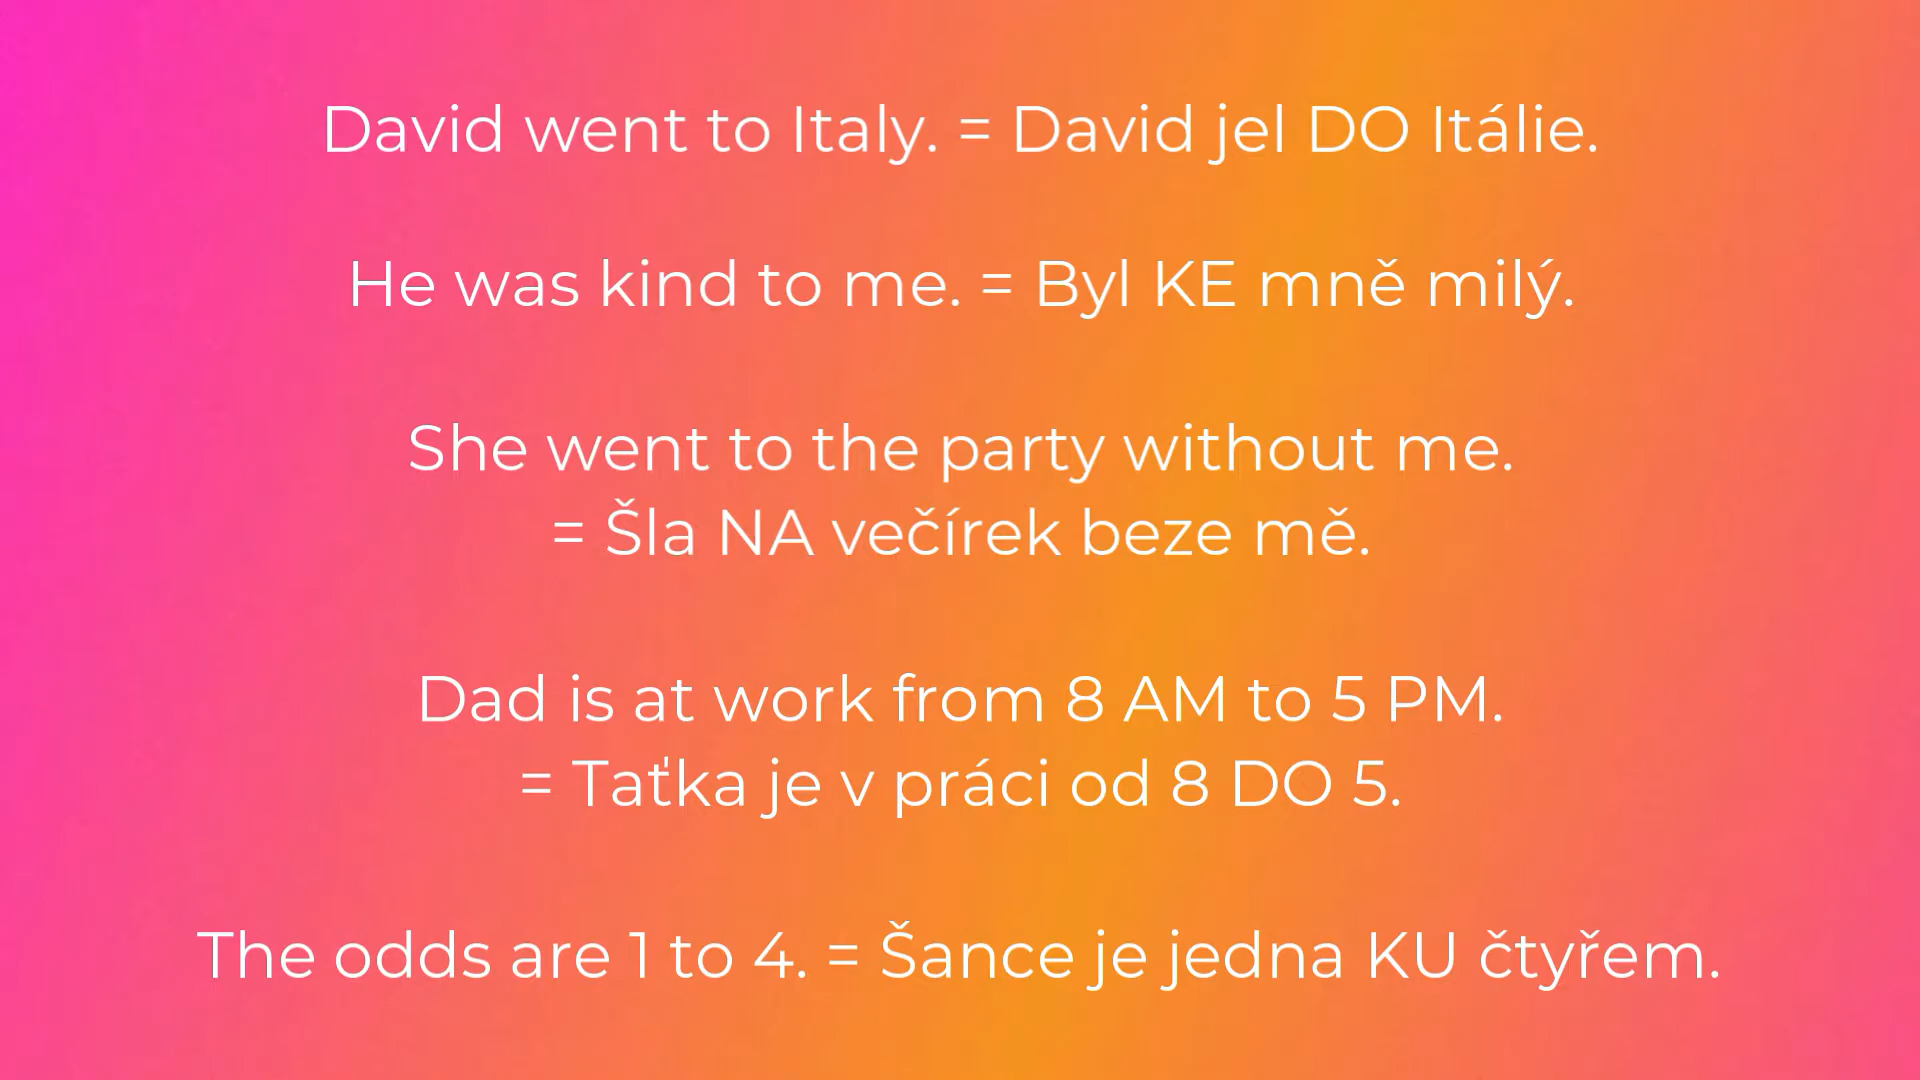 David went to Italy. = David jel DO Itálie.
He was kind to me. = Byl KE mně milý.
She went to the party without me.
= Šla NA večírek beze mě.
Dad is at work from 8 AM to 5 PM.
= Taťka je v práci od 8 DO 5.
The odds are 1 to 4. = Šance je jedna KU čtyřem.